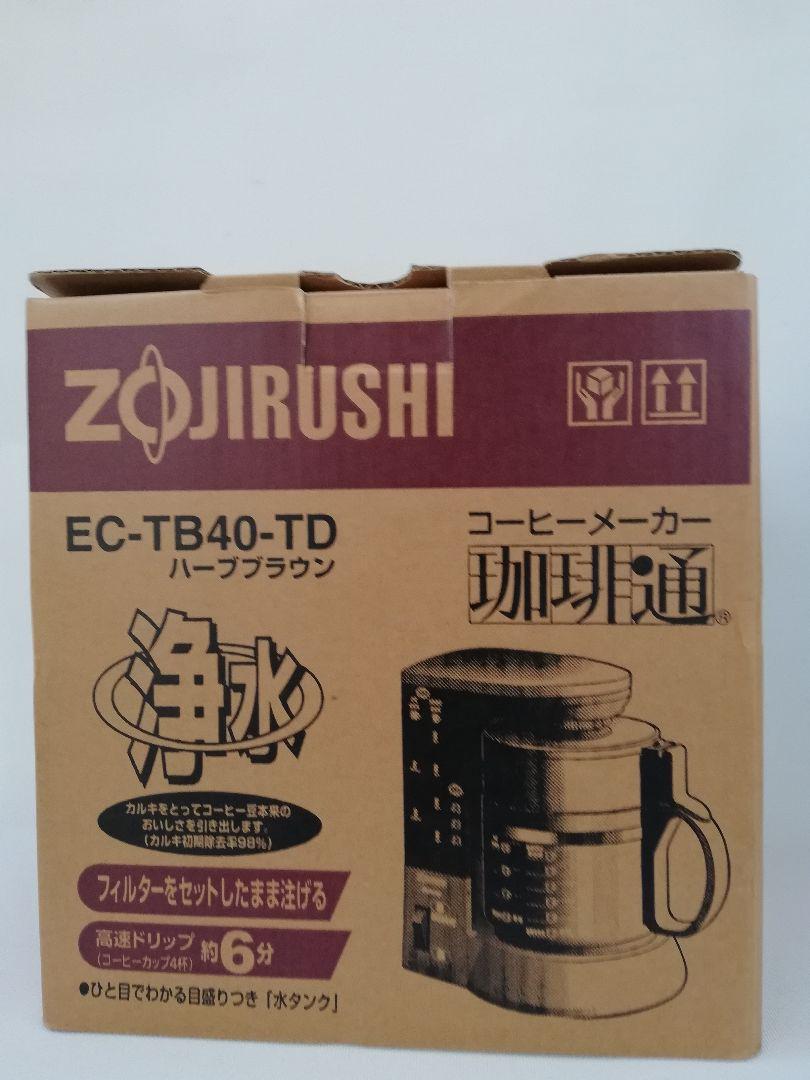 ZOJIRUSHI
EC-TB40-TD
ハーブブラウン
コーヒーメーカー
珈琲通®
浄水
カルキをとってコーヒー豆本来の
おいしさを引き出します。
(カルキ初期除去率98%)
フィルターをセットしたまま注げる
高速ドリップ
(コーヒーカップ4杯)
約6分
●ひと目でわかる目盛りつき「水タンク」